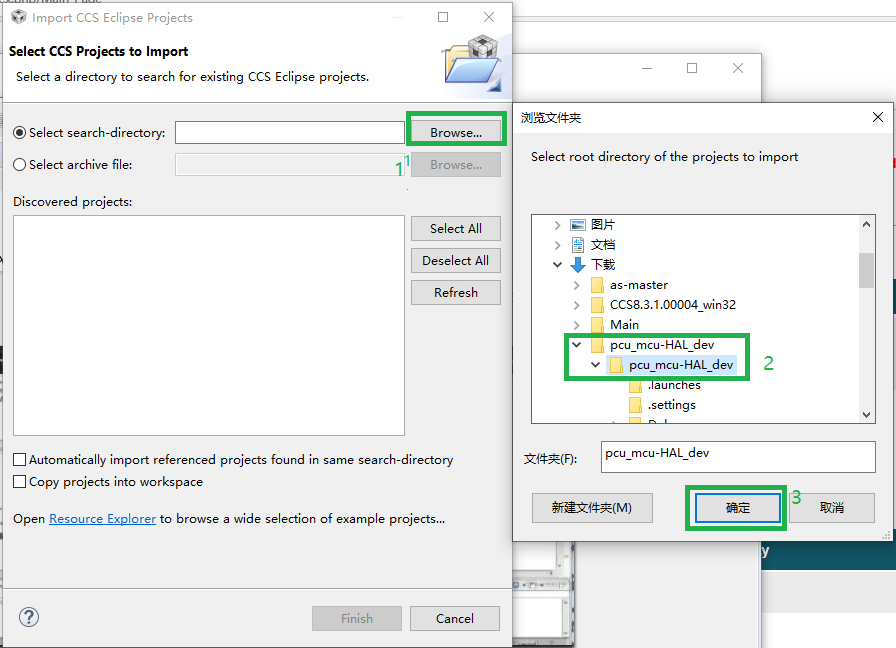 Import CCS Eclipse Projects
Select CCS Projects to Import
Select a directory to search for existing CCS Eclipse projects.
Select search-directory:
Browse...
Select archive file:
1
1
Browse...
Discovered projects:
Select All
Deselect All
Refresh
Automatically import referenced projects found in same search-directory
Copy projects into workspace
Open Resource Explorer to browse a wide selection of example projects...
?
Finish
Cancel
浏览文件夹
Select root directory of the projects to import
图片
文档
下载
as-master
CCS8.3.1.00004_win32
Main
pcu_mcu-HAL_dev
pcu_mcu-HAL_dev
2
.launches
.settings
文件夹(F):
pcu_mcu-HAL_dev
新建文件夹(M)
确定
3
取消
y